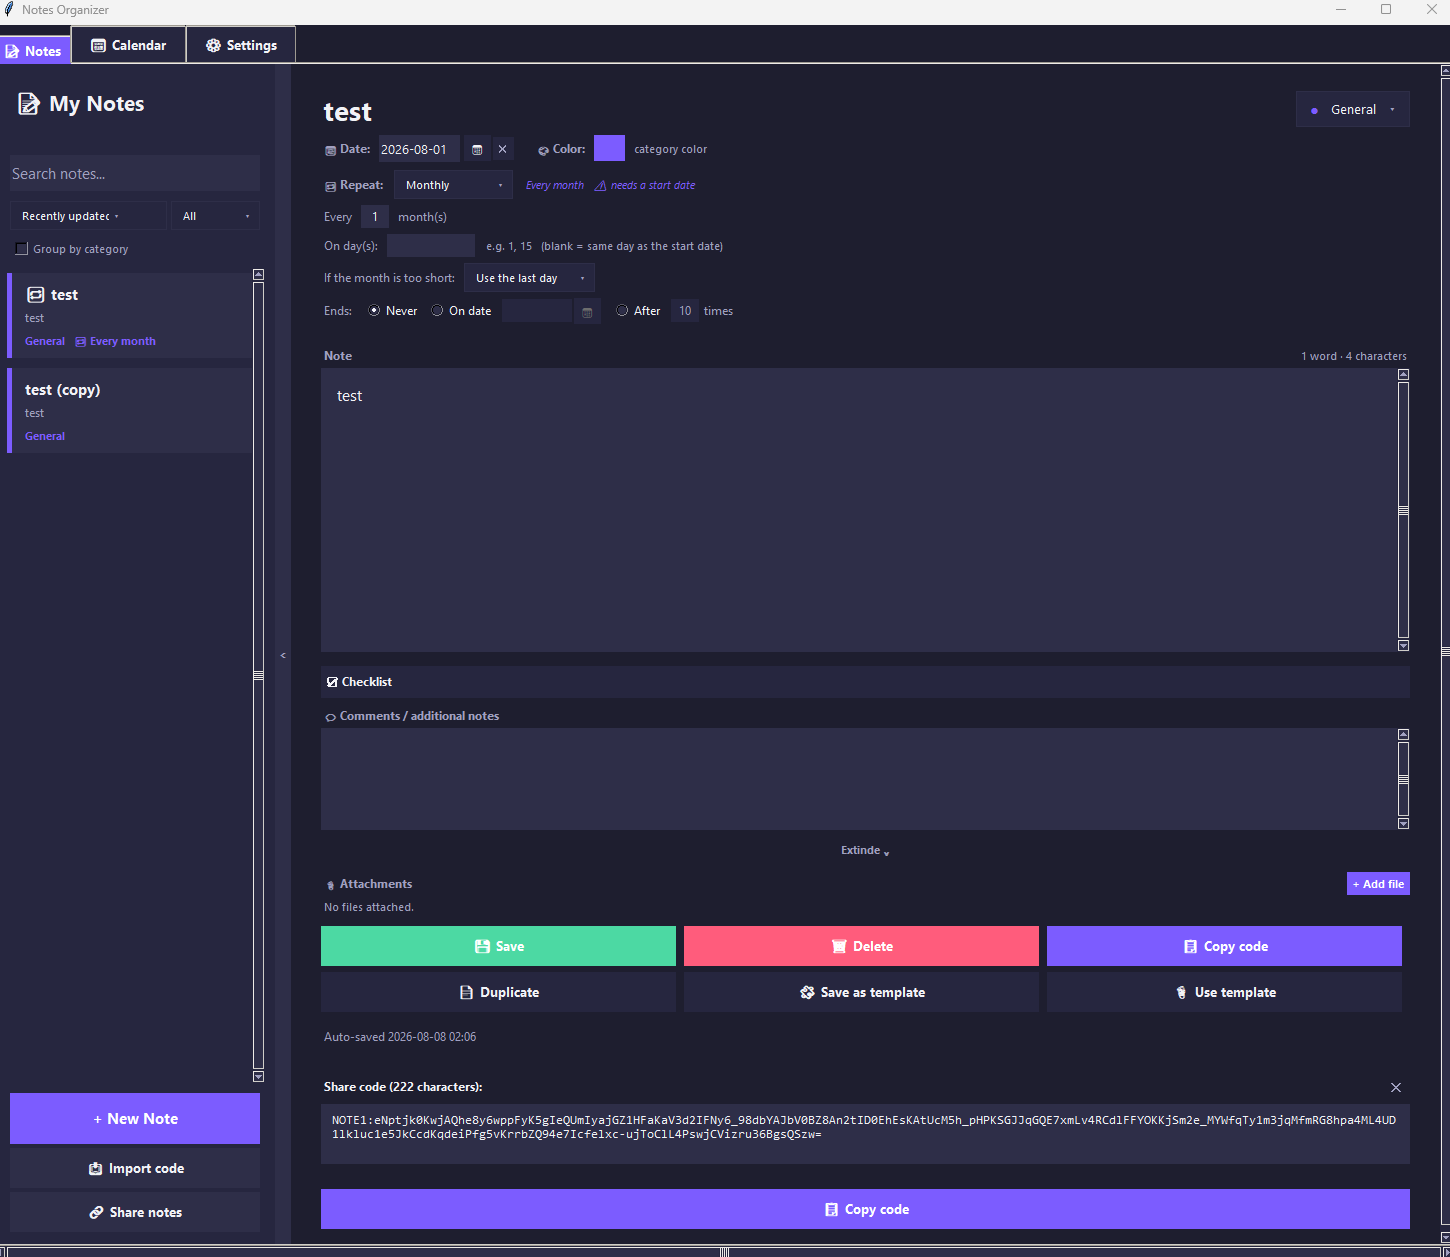 Notes Organizer
Notes
Calendar
Settings
My Notes
Search notes...
Recently updatec
All
Group by category
test
test
General
Every month
test (copy)
test
General
+ New Note
Import code
Share notes
<
test
General
Date:
2026-08-01
Color:
category color
Repeat:
Monthly
Every month
⚠ needs a start date
Every
1
month(s)
On day(s):
e.g. 1, 15
(blank = same day as the start date)
If the month is too short:
Use the last day
Ends:
Never
On date
After
10
times
Note
1 word · 4 characters
test
Checklist
Comments / additional notes
Extinde
Attachments
+ Add file
No files attached.
Save
Delete
Copy code
Duplicate
Save as template
Use template
Auto-saved 2026-08-08 02:06
Share code (222 characters):
Copy code